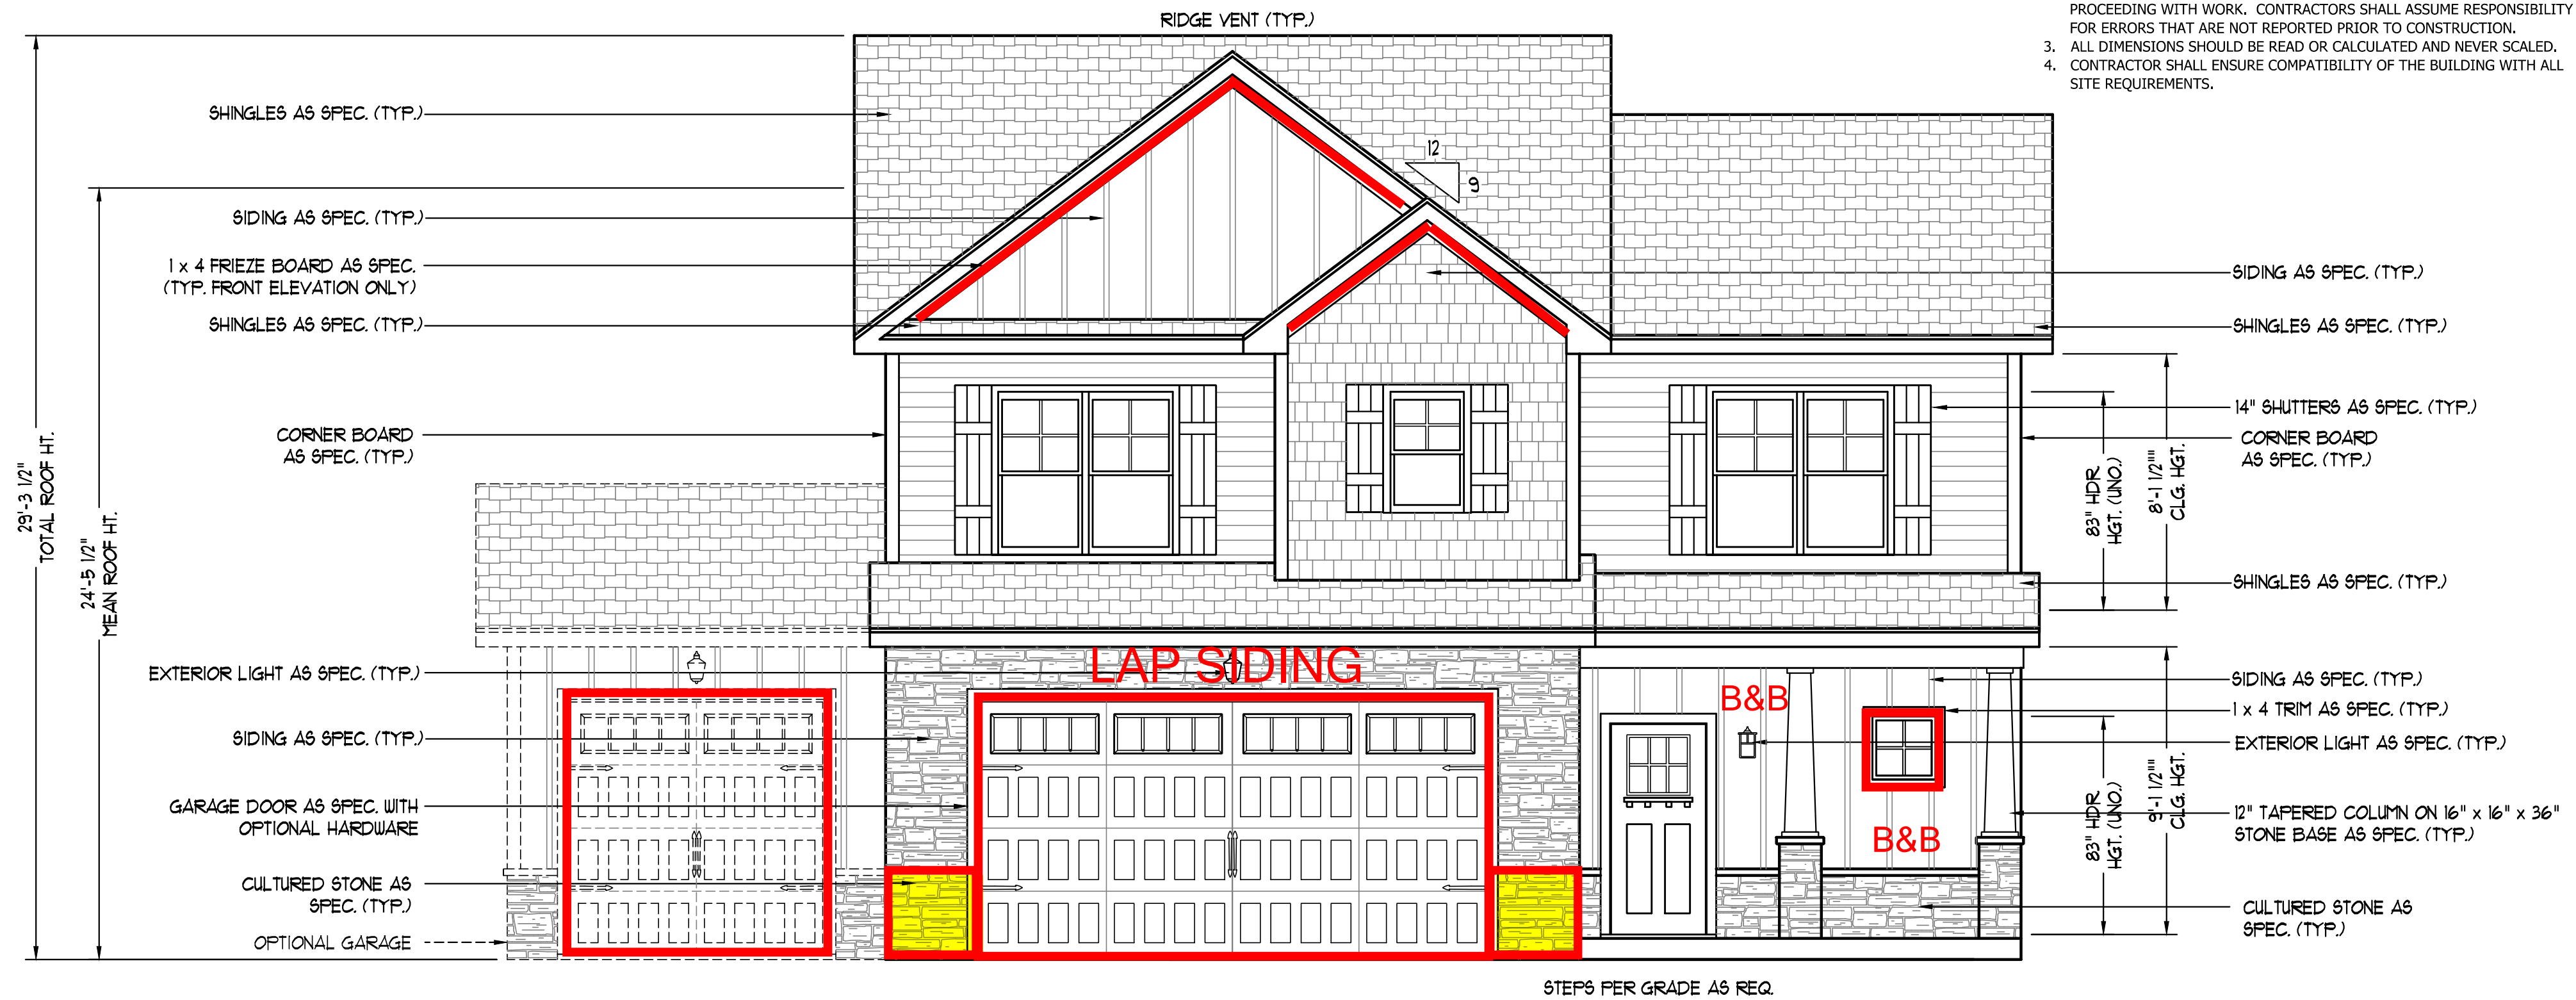 RIDGE VENT (TYP.)
PROCEEDING WITH WORK. CONTRACTORS SHALL ASSUME RESPONSIBILITY
FOR ERRORS THAT ARE NOT REPORTED PRIOR TO CONSTRUCTION.
3. ALL DIMENSIONS SHOULD BE READ OR CALCULATED AND NEVER SCALED.
4. CONTRACTOR SHALL ENSURE COMPATIBILITY OF THE BUILDING WITH ALL
SITE REQUIREMENTS.
29'-3 1/2"
TOTAL ROOF HT.
24'-5 1/2"
MEAN ROOF HT.
SHINGLES AS SPEC. (TYP.)
SIDING AS SPEC. (TYP.)
1 x 4 FRIEZE BOARD AS SPEC.
(TYP. FRONT ELEVATION ONLY)
SHINGLES AS SPEC. (TYP.)
CORNER BOARD
AS SPEC. (TYP.)
EXTERIOR LIGHT AS SPEC. (TYP.)
SIDING AS SPEC. (TYP.)
GARAGE DOOR AS SPEC. WITH
OPTIONAL HARDWARE
CULTURED STONE AS
SPEC. (TYP.)
OPTIONAL GARAGE
12
9
LAP SIDING
B&B
B&B
SIDING AS SPEC. (TYP.)
SHINGLES AS SPEC. (TYP.)
14" SHUTTERS AS SPEC. (TYP.)
CORNER BOARD
AS SPEC. (TYP.)
83" HDR
HGT. (UNO.)
8'-1 1/2""
CLG. HGT.
SHINGLES AS SPEC. (TYP.)
SIDING AS SPEC. (TYP.)
1 x 4 TRIM AS SPEC. (TYP.)
EXTERIOR LIGHT AS SPEC. (TYP.)
83" HDR
HGT. (UNO.)
9'-1 1/2""
CLG. HGT.
12" TAPERED COLUMN ON 16" x 16" x 36"
STONE BASE AS SPEC. (TYP.)
CULTURED STONE AS
SPEC. (TYP.)
STEPS PER GRADE AS REQ.